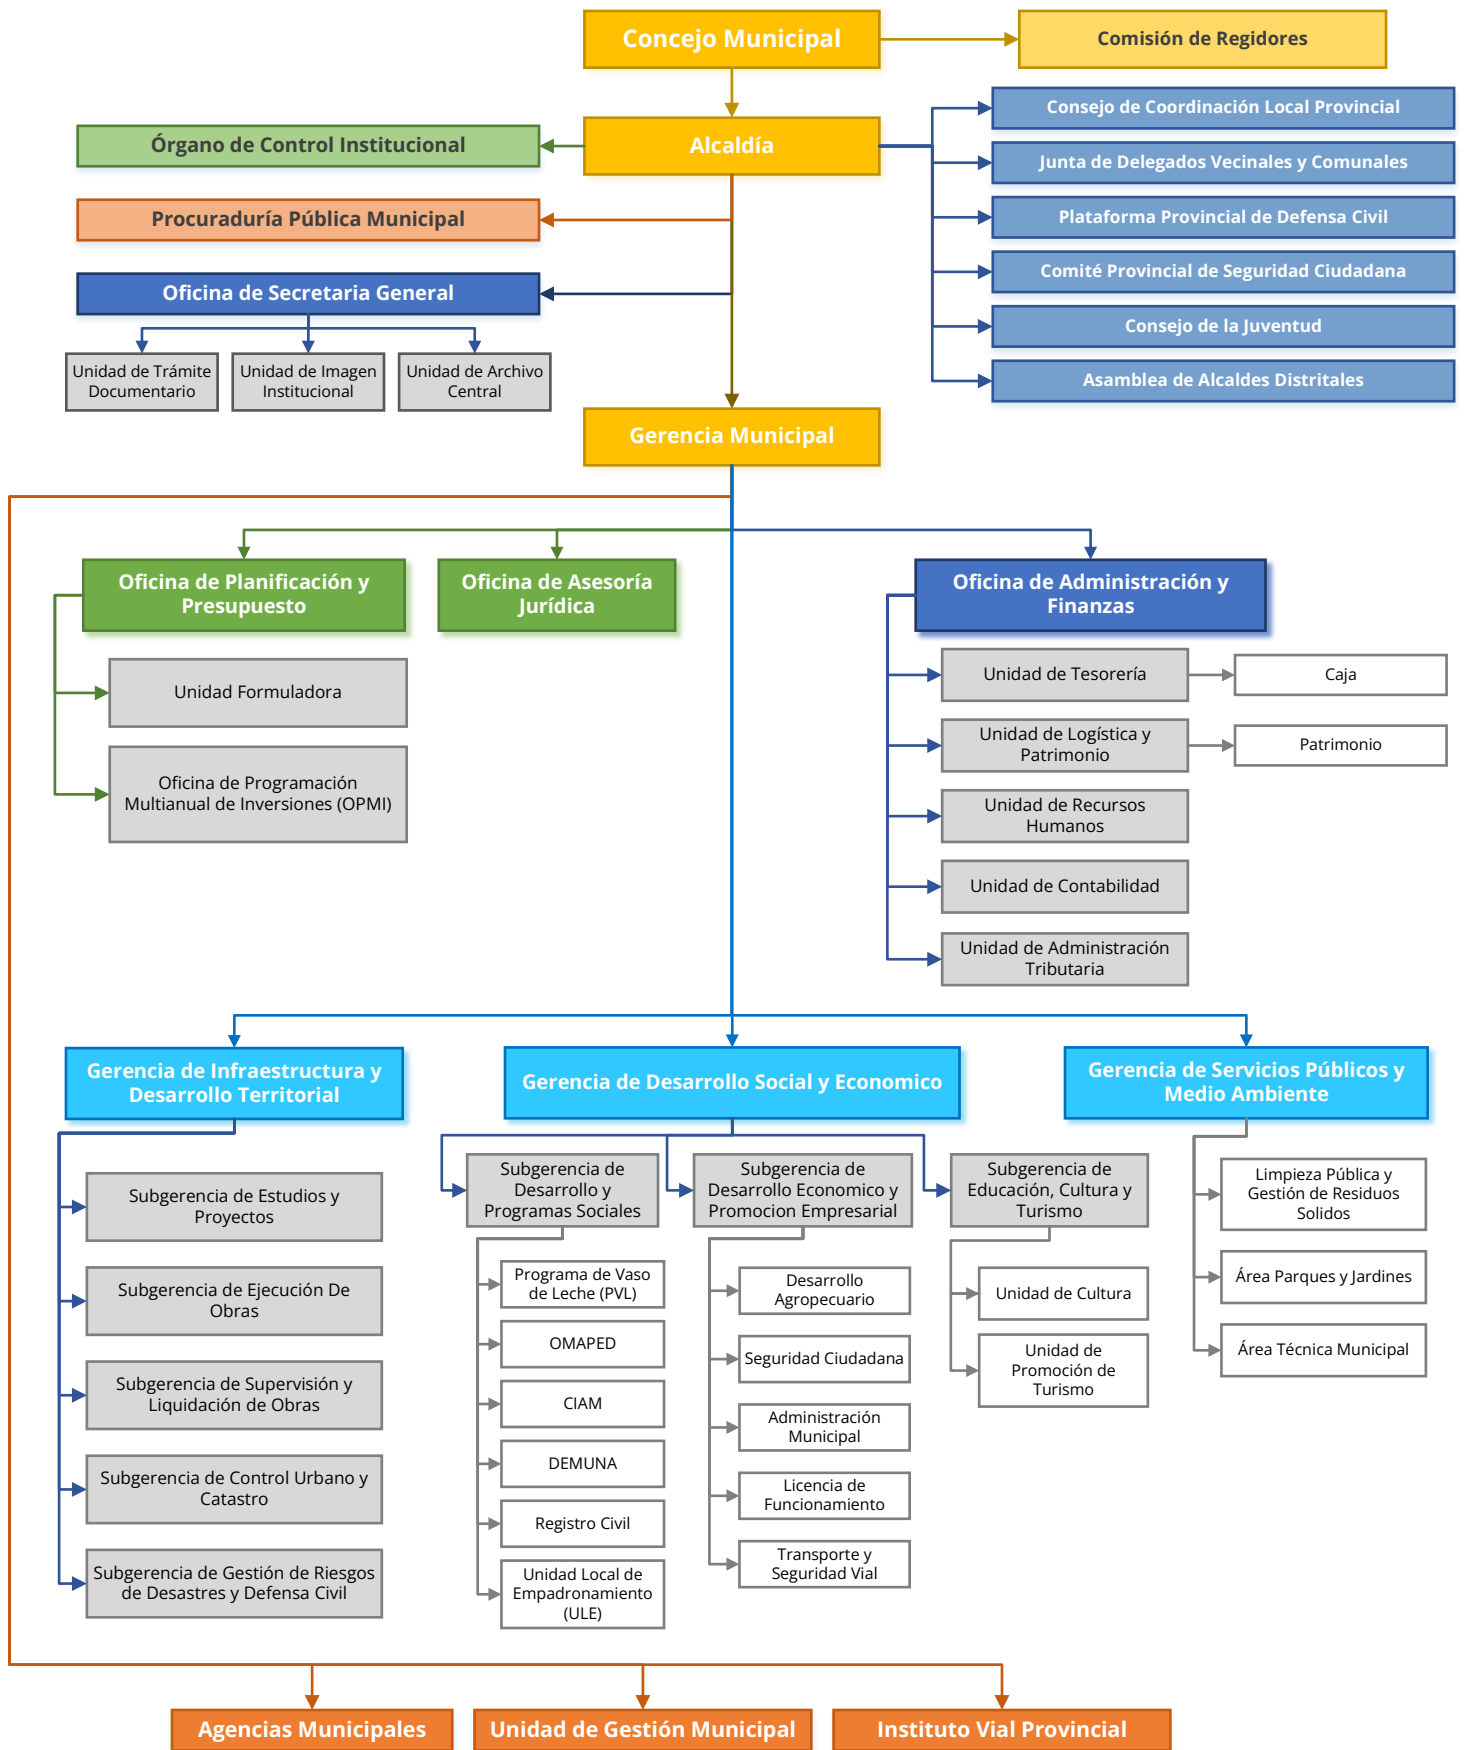 Concejo Municipal
Comisión de Regidores
Alcaldía
Órgano de Control Institucional
Procuraduría Pública Municipal
Oficina de Secretaria General
Unidad de Trámite
Documentario
Unidad de Imagen
Institucional
Unidad de Archivo
Central
Consejo de Coordinación Local Provincial
Junta de Delegados Vecinales y Comunales
Plataforma Provincial de Defensa Civil
Comité Provincial de Seguridad Ciudadana
Consejo de la Juventud
Asamblea de Alcaldes Distritales
Gerencia Municipal
Oficina de Planificación y
Presupuesto
Unidad Formuladora
Oficina de Programación
Multianual de Inversiones (OPMI)
Oficina de Asesoría
Jurídica
Oficina de Administración y
Finanzas
Unidad de Tesorería
Caja
Unidad de Logística y
Patrimonio
Patrimonio
Unidad de Recursos
Humanos
Unidad de Contabilidad
Unidad de Administración
Tributaria
Gerencia de Infraestructura y
Desarrollo Territorial
Subgerencia de Estudios y
Proyectos
Subgerencia de Ejecución De
Obras
Subgerencia de Supervisión y
Liquidación de Obras
Subgerencia de Control Urbano y
Catastro
Subgerencia de Gestión de Riesgos
de Desastres y Defensa Civil
Gerencia de Desarrollo Social y Economico
Subgerencia de
Desarrollo y
Programas Sociales
Programa de Vaso
de Leche (PVL)
OMAPED
CIAM
DEMUNA
Registro Civil
Unidad Local de
Empadronamiento
(ULE)
Subgerencia de
Desarrollo Economico y
Promocion Empresarial
Desarrollo
Agropecuario
Seguridad Ciudadana
Administración
Municipal
Licencia de
Funcionamiento
Transporte y
Seguridad Vial
Subgerencia de
Educación, Cultura y
Turismo
Unidad de Cultura
Unidad de
Promoción de
Turismo
Gerencia de Servicios Públicos y
Medio Ambiente
Limpieza Pública y
Gestión de Residuos
Solidos
Área Parques y Jardines
Área Técnica Municipal
Agencias Municipales
Unidad de Gestión Municipal
Instituto Vial Provincial